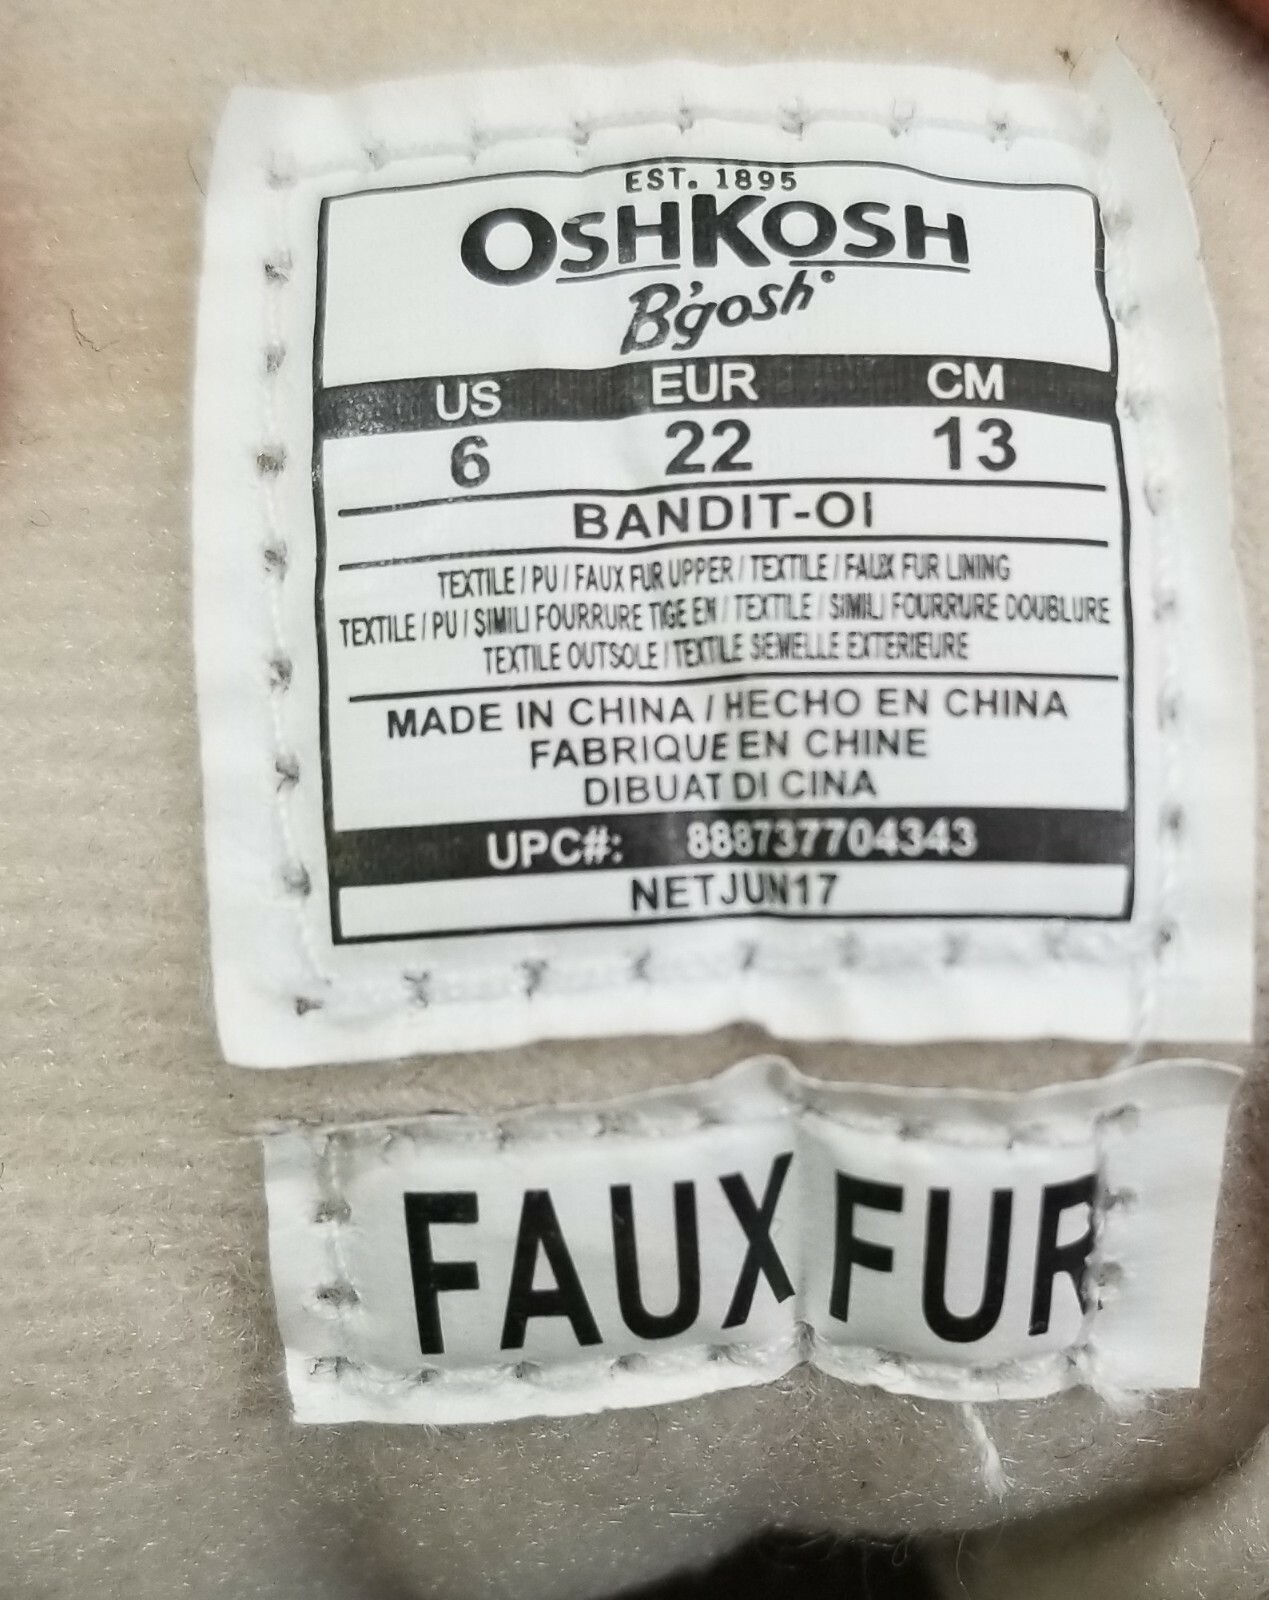 EST. 1895
OSHKOSH
B'gosh
US EUR CM
6 22 13
BANDIT-OI
TEXTILE / PU / FAUX FUR UPPER / TEXTILE / FAUX FUR LINING
TEXTILE / PU / SIMILI FOURRURE TIGE EN / TEXTILE / SIMILI FOURRURE DOUBLURE
TEXTILE OUTSOLE / TEXTILE SEMELLE EXTERIEURE
MADE IN CHINA / HECHO EN CHINA
FABRIQUE EN CHINE
DIBUAT DI CINA
UPC#: 888737704343
NETJUN17
FAUX FUR